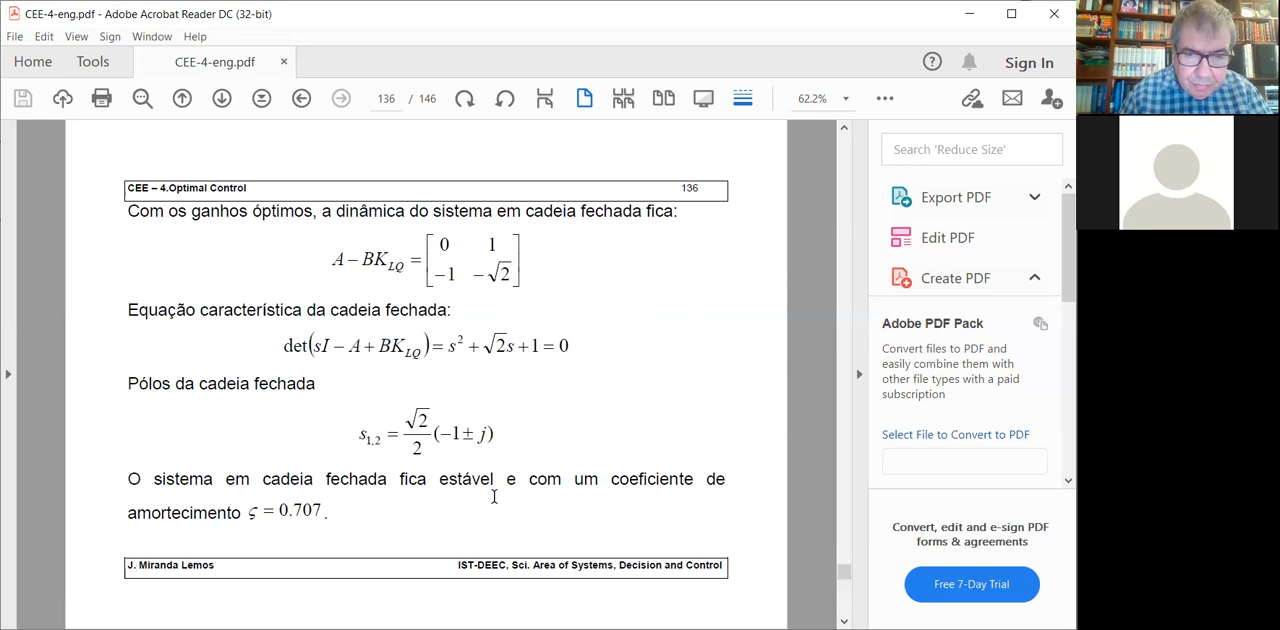 CEE-4-eng.pdf - Adobe Acrobat Reader DC (32-bit)
File Edit View Sign Window Help
Home Tools CEE-4-eng.pdf × Sign In
136 / 146 62.2%
CEE – 4.Optimal Control 136
Com os ganhos óptimos, a dinâmica do sistema em cadeia fechada fica:
A − BK_LQ = [0 1; −1 −√2]
Equação característica da cadeia fechada:
det(sI − A + BK_LQ) = s² + √2s + 1 = 0
Pólos da cadeia fechada
s_1,2 = √2/2 (−1 ± j)
O sistema em cadeia fechada fica estável e com um coeficiente de
amortecimento ς = 0.707.
J. Miranda Lemos IST-DEEC, Sci. Area of Systems, Decision and Control
Search 'Reduce Size'
Export PDF
Edit PDF
Create PDF
Adobe PDF Pack
Convert files to PDF and
easily combine them with
other file types with a paid
subscription
Select File to Convert to PDF
Convert, edit and e-sign PDF
forms & agreements
Free 7-Day Trial